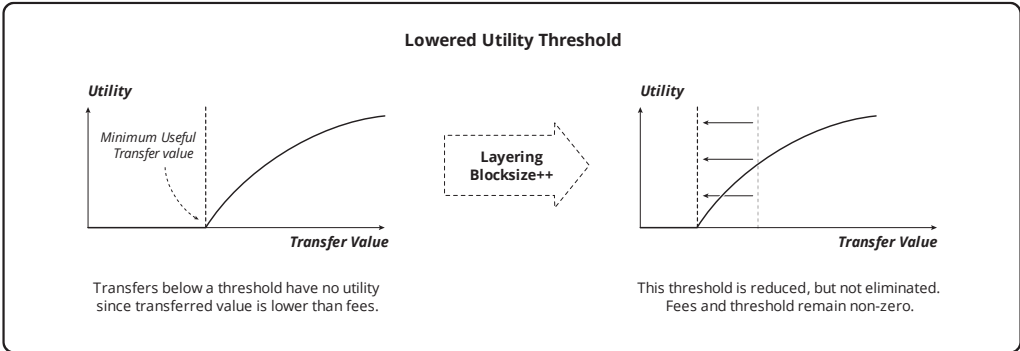 Lowered Utility Threshold
Utility
Minimum Useful
Transfer value
Transfer Value
Transfers below a threshold have no utility
since transferred value is lower than fees.
Layering
Blocksize++
Utility
Transfer Value
This threshold is reduced, but not eliminated.
Fees and threshold remain non-zero.